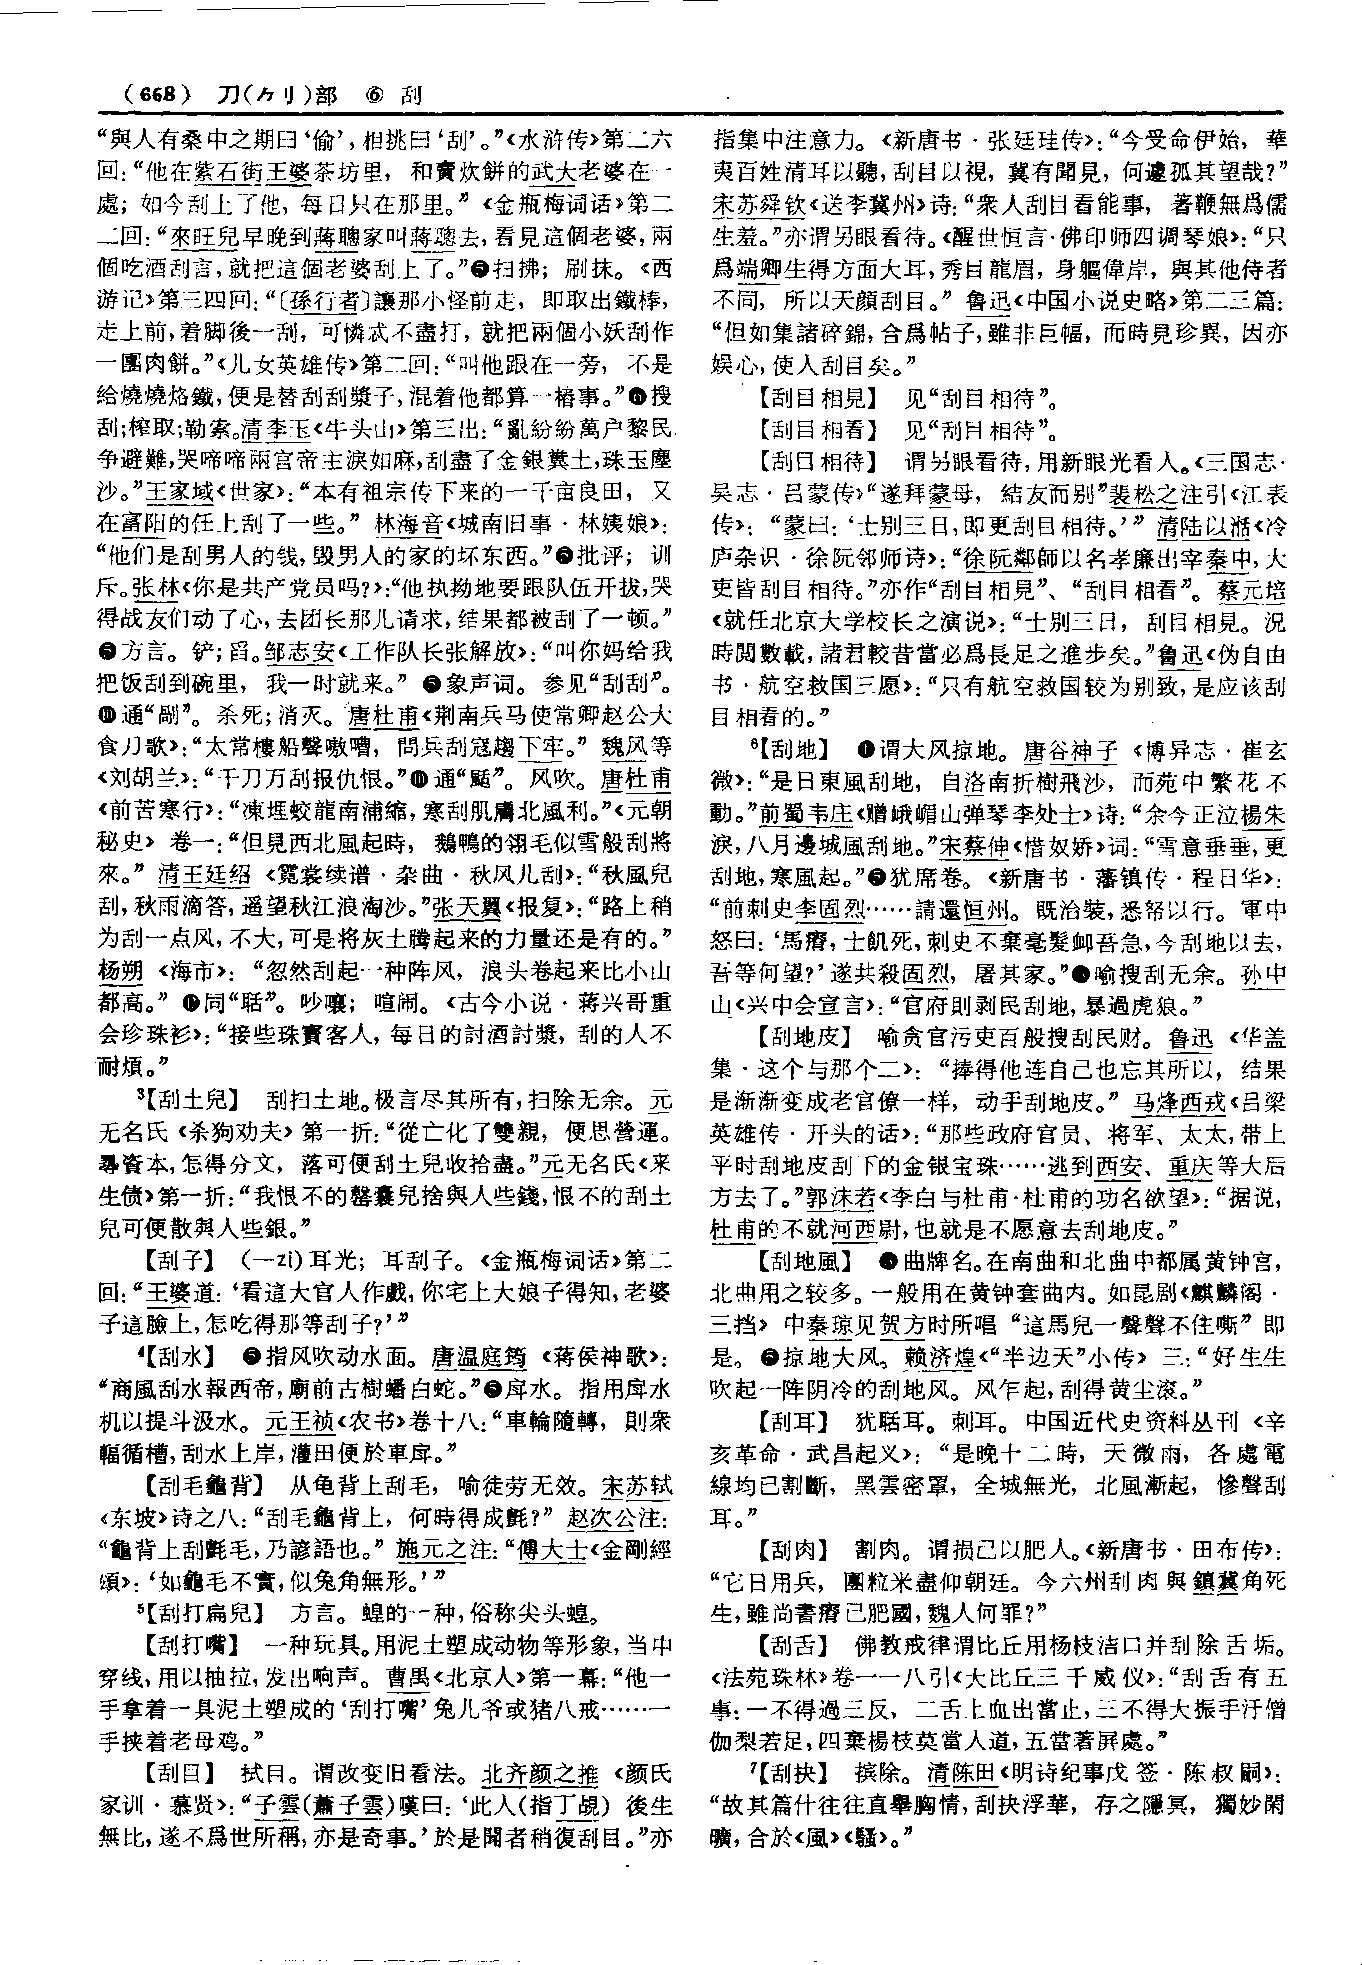 （668） 刀(⺈刂)部 ⑥ 刮
“與人有桑中之期曰‘偷’，相挑曰‘刮’。”《水浒传》第二六
回：“他在紫石街王婆茶坊里，和賣炊餅的武大老婆在一
處；如今刮上了他，每日只在那里。”《金瓶梅词话》第二
二回：“來旺兒早晚到蔣聰家叫蔣聰去，看見這個老婆，兩
個吃酒刮言，就把這個老婆刮上了。”❺扫拂；刷抹。《西
游记》第三四回：“〔孫行者〕讓那小怪前走，即取出鐵棒，
走上前，着脚後一刮，可憐忒不盡打，就把兩個小妖刮作
一團肉餅。”《儿女英雄传》第二回：“叫他跟在一旁，不是
給燒燒烙鐵，便是替刮刮漿子，混着他都算一樁事。”❻搜
刮；榨取；勒索。清李玉《牛头山》第三出：“亂紛紛萬户黎民
争避難，哭啼啼兩宫帝主淚如麻，刮盡了金銀糞土，珠玉塵
沙。”王家域《世家》：“本有祖宗传下来的一千亩良田，又
在富阳的任上刮了一些。”林海音《城南旧事·林姨娘》：
“他们是刮男人的钱，毁男人的家的坏东西。”❼批评；训
斥。张林《你是共产党员吗？》：“他执拗地要跟队伍开拔，哭
得战友们动了心，去团长那儿请求，结果都被刮了一顿。”
❽方言。铲；舀。邹志安《工作队长张解放》：“叫你妈给我
把饭刮到碗里，我一时就来。”❾象声词。参见“刮刮”。
❿通“剮”。杀死；消灭。唐杜甫《荆南兵马使常卿赵公大
食刀歌》：“太常樓船聲嗷嘈，問兵刮寇趨下牢。”魏风等
《刘胡兰》：“千刀万刮报仇恨。”⓫通“颳”。风吹。唐杜甫
《前苦寒行》：“凍埋蛟龍南浦縮，寒刮肌膚北風利。”《元朝
秘史》卷一：“但見西北風起時，鵝鴨的翎毛似雪般刮將
來。”清王廷绍《霓裳续谱·杂曲·秋风儿刮》：“秋風兒
刮，秋雨滴答，遥望秋江浪淘沙。”张天翼《报复》：“路上稍
为刮一点风，不大，可是将灰土腾起来的力量还是有的。”
杨朔《海市》：“忽然刮起一种阵风，浪头卷起来比小山
都高。”⓬同“聒”。吵嚷；喧闹。《古今小说·蒋兴哥重
会珍珠衫》：“接些珠寶客人，每日的討酒討漿，刮的人不
耐煩。”
³【刮土兒】 刮扫土地。极言尽其所有，扫除无余。元
无名氏《杀狗劝夫》第一折：“從亡化了雙親，便思營運。
尋資本，怎得分文，落可便刮土兒收拾盡。”元无名氏《来
生债》第一折：“我恨不的罄囊兒捨與人些錢，恨不的刮土
兒可便散與人些銀。”
【刮子】 （—zi）耳光；耳刮子。《金瓶梅词话》第二
回：“王婆道：‘看這大官人作戲，你宅上大娘子得知，老婆
子這臉上，怎吃得那等刮子？’”
⁴【刮水】 ❶指风吹动水面。唐温庭筠《蒋侯神歌》：
“商風刮水報西帝，廟前古樹蟠白蛇。”❷戽水。指用戽水
机以提斗汲水。元王祯《农书》卷十八：“車輪隨轉，則衆
輻循槽，刮水上岸，灌田便於車戽。”
【刮毛龜背】 从龟背上刮毛，喻徒劳无效。宋苏轼
《东坡》诗之八：“刮毛龜背上，何時得成氈？”赵次公注：
“龜背上刮氈毛，乃諺語也。”施元之注：“傅大士《金剛經
頌》：‘如龜毛不實，似兔角無形。’”
⁵【刮打扁兒】 方言。蝗的一种，俗称尖头蝗。
【刮打嘴】 一种玩具。用泥土塑成动物等形象，当中
穿线，用以抽拉，发出响声。曹禺《北京人》第一幕：“他一
手拿着一具泥土塑成的‘刮打嘴’兔儿爷或猪八戒……一
手挟着老母鸡。”
【刮目】 拭目。谓改变旧看法。北齐颜之推《颜氏
家训·慕贤》：“子雲（蕭子雲）嘆曰：‘此人（指丁覘）後生
無比，遂不爲世所稱，亦是奇事。’於是聞者稍復刮目。”亦
指集中注意力。《新唐书·张廷珪传》：“今受命伊始，華
夷百姓清耳以聽，刮目以視，冀有聞見，何遽孤其望哉？”
宋苏舜钦《送李冀州》诗：“衆人刮目看能事，著鞭無爲儒
生羞。”亦谓另眼看待。《醒世恒言·佛印师四调琴娘》：“只
爲端卿生得方面大耳，秀目龍眉，身軀偉岸，與其他侍者
不同，所以天顔刮目。”鲁迅《中国小说史略》第二三篇：
“但如集諸碎錦，合爲帖子，雖非巨幅，而時見珍異，因亦
娱心，使人刮目矣。”
【刮目相見】 见“刮目相待”。
【刮目相看】 见“刮目相待”。
【刮目相待】 谓另眼看待，用新眼光看人。《三国志·
吴志·吕蒙传》“遂拜蒙母，結友而别”裴松之注引《江表
传》：“蒙曰：‘士别三日，即更刮目相待。’”清陆以湉《冷
庐杂识·徐阮邻师诗》：“徐阮鄰師以名孝廉出宰秦中，大
吏皆刮目相待。”亦作“刮目相見”、“刮目相看”。蔡元培
《就任北京大学校长之演说》：“士别三日，刮目相見。況
時閲數載，諸君較昔當必爲長足之進步矣。”鲁迅《伪自由
书·航空救国三愿》：“只有航空救国较为别致，是应该刮
目相看的。”
⁶【刮地】 ❶谓大风掠地。唐谷神子《博异志·崔玄
微》：“是日東風刮地，自洛南折樹飛沙，而苑中繁花不
動。”前蜀韦庄《赠峨嵋山弹琴李处士》诗：“余今正泣楊朱
淚，八月邊城風刮地。”宋蔡伸《惜奴娇》词：“雪意垂垂，更
刮地，寒風起。”❷犹席卷。《新唐书·藩镇传·程日华》：
“前刺史李固烈……請還恒州。既治裝，悉帑以行。軍中
怒曰：‘馬瘠，士飢死，刺史不棄毫髮卹吾急，今刮地以去，
吾等何望？’遂共殺固烈，屠其家。”❸喻搜刮无余。孙中
山《兴中会宣言》：“官府則剥民刮地，暴過虎狼。”
【刮地皮】 喻贪官污吏百般搜刮民财。鲁迅《华盖
集·这个与那个二》：“捧得他连自己也忘其所以，结果
是渐渐变成老官僚一样，动手刮地皮。”马烽西戎《吕梁
英雄传·开头的话》：“那些政府官员、将军、太太，带上
平时刮地皮刮下的金银宝珠……逃到西安、重庆等大后
方去了。”郭沫若《李白与杜甫·杜甫的功名欲望》：“据说，
杜甫的不就河西尉，也就是不愿意去刮地皮。”
【刮地風】 ❶曲牌名。在南曲和北曲中都属黄钟宫，
北曲用之较多。一般用在黄钟套曲内。如昆剧《麒麟阁·
三挡》中秦琼见贺方时所唱“這馬兒一聲聲不住嘶”即
是。❷掠地大风。赖济煌《“半边天”小传》三：“好生生
吹起一阵阴冷的刮地风。风乍起，刮得黄尘滚。”
【刮耳】 犹聒耳。刺耳。中国近代史资料丛刊《辛
亥革命·武昌起义》：“是晚十二時，天微雨，各處電
線均已割斷，黑雲密罩，全城無光，北風漸起，慘聲刮
耳。”
【刮肉】 割肉。谓损己以肥人。《新唐书·田布传》：
“它日用兵，團粒米盡仰朝廷。今六州刮肉與鎮冀角死
生，雖尚書瘠己肥國，魏人何罪？”
【刮舌】 佛教戒律谓比丘用杨枝洁口并刮除舌垢。
《法苑珠林》卷一一八引《大比丘三千威仪》：“刮舌有五
事：一不得過三反，二舌上血出當止，三不得大振手汙僧
伽梨若足，四棄楊枝莫當人道，五當著屏處。”
⁷【刮抉】 摈除。清陈田《明诗纪事戊签·陈叔嗣》：
“故其篇什往往直舉胸情，刮抉浮華，存之隱冥，獨妙閑
曠，合於《風》《騷》。”